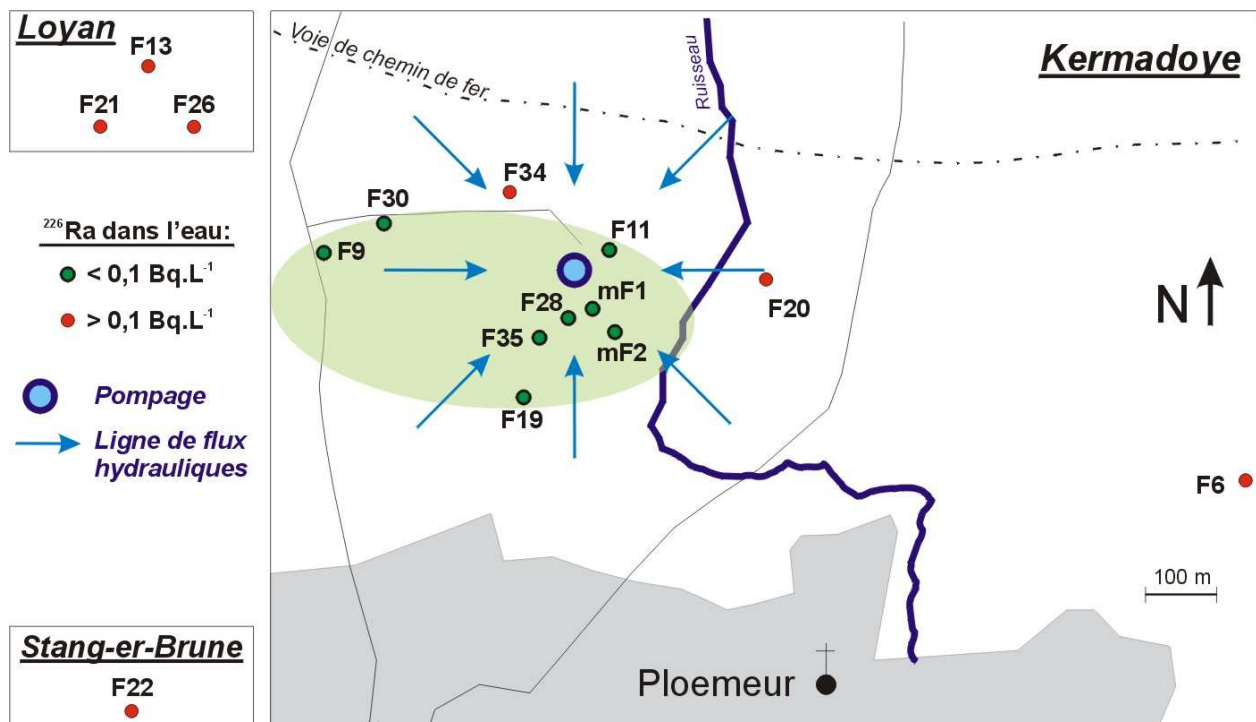 Loyan
F13
F21
F26
²²⁶Ra dans l'eau:
< 0,1 Bq.L⁻¹
> 0,1 Bq.L⁻¹
Pompage
Ligne de flux
hydrauliques
Stang-er-Brune
F22
Voie de chemin de fer
Ruisseau
Kermadoye
F34
F30
F11
F9
mF1
F28
F20
F35
mF2
F19
N
F6
100 m
Ploemeur